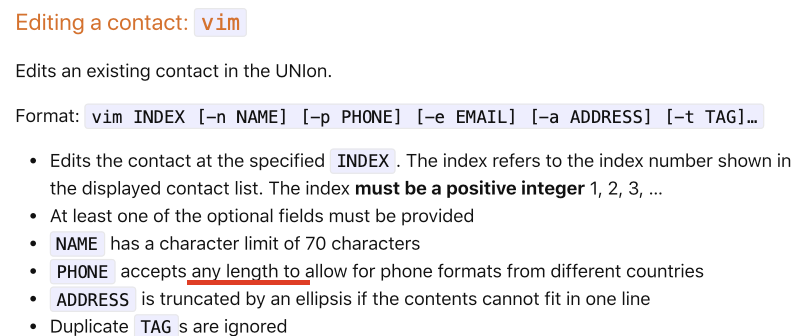 Editing a contact: vim
Edits an existing contact in the UNIon.
Format: vim INDEX [-n NAME] [-p PHONE] [-e EMAIL] [-a ADDRESS] [-t TAG]…
• Edits the contact at the specified INDEX. The index refers to the index number shown in
the displayed contact list. The index must be a positive integer 1, 2, 3, …
• At least one of the optional fields must be provided
• NAME has a character limit of 70 characters
• PHONE accepts any length to allow for phone formats from different countries
• ADDRESS is truncated by an ellipsis if the contents cannot fit in one line
• Duplicate TAGs are ignored